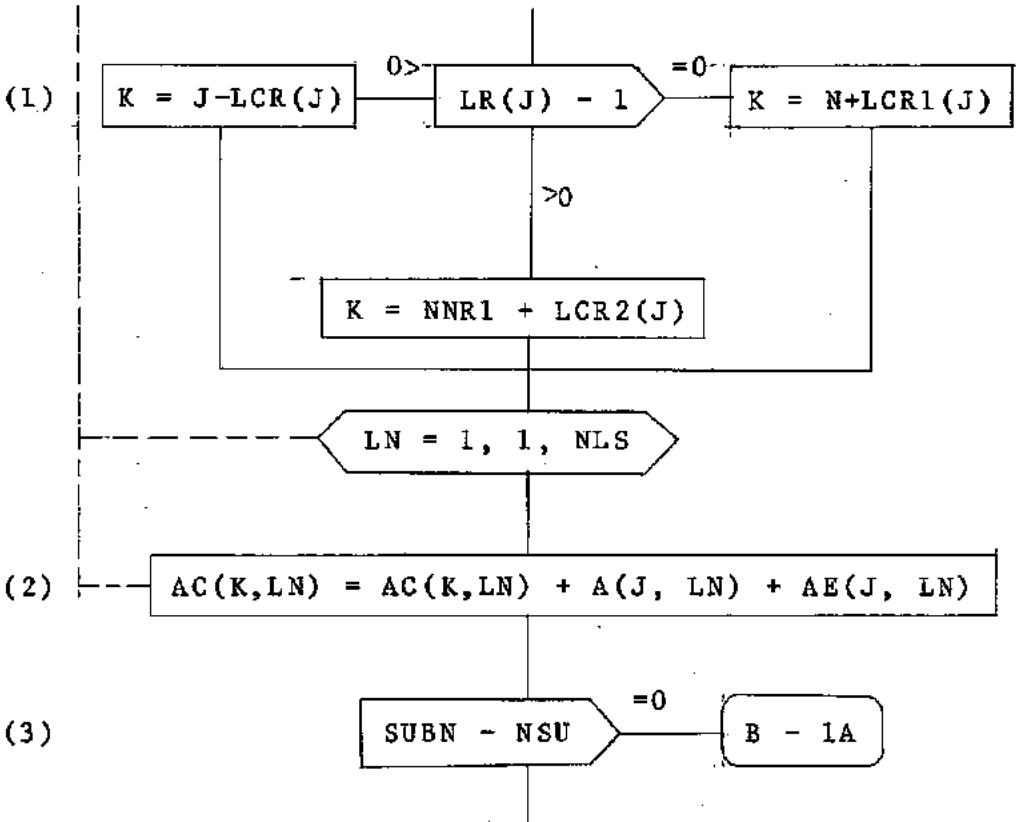 0> =0
(1) K = J-LCR(J) LR(J) - 1 K = N+LCR1(J)
>0
K = NNR1 + LCR2(J)
LN = 1, 1, NLS
(2) AC(K,LN) = AC(K,LN) + A(J, LN) + AE(J, LN)
=0
(3) SUBN - NSU B - 1A